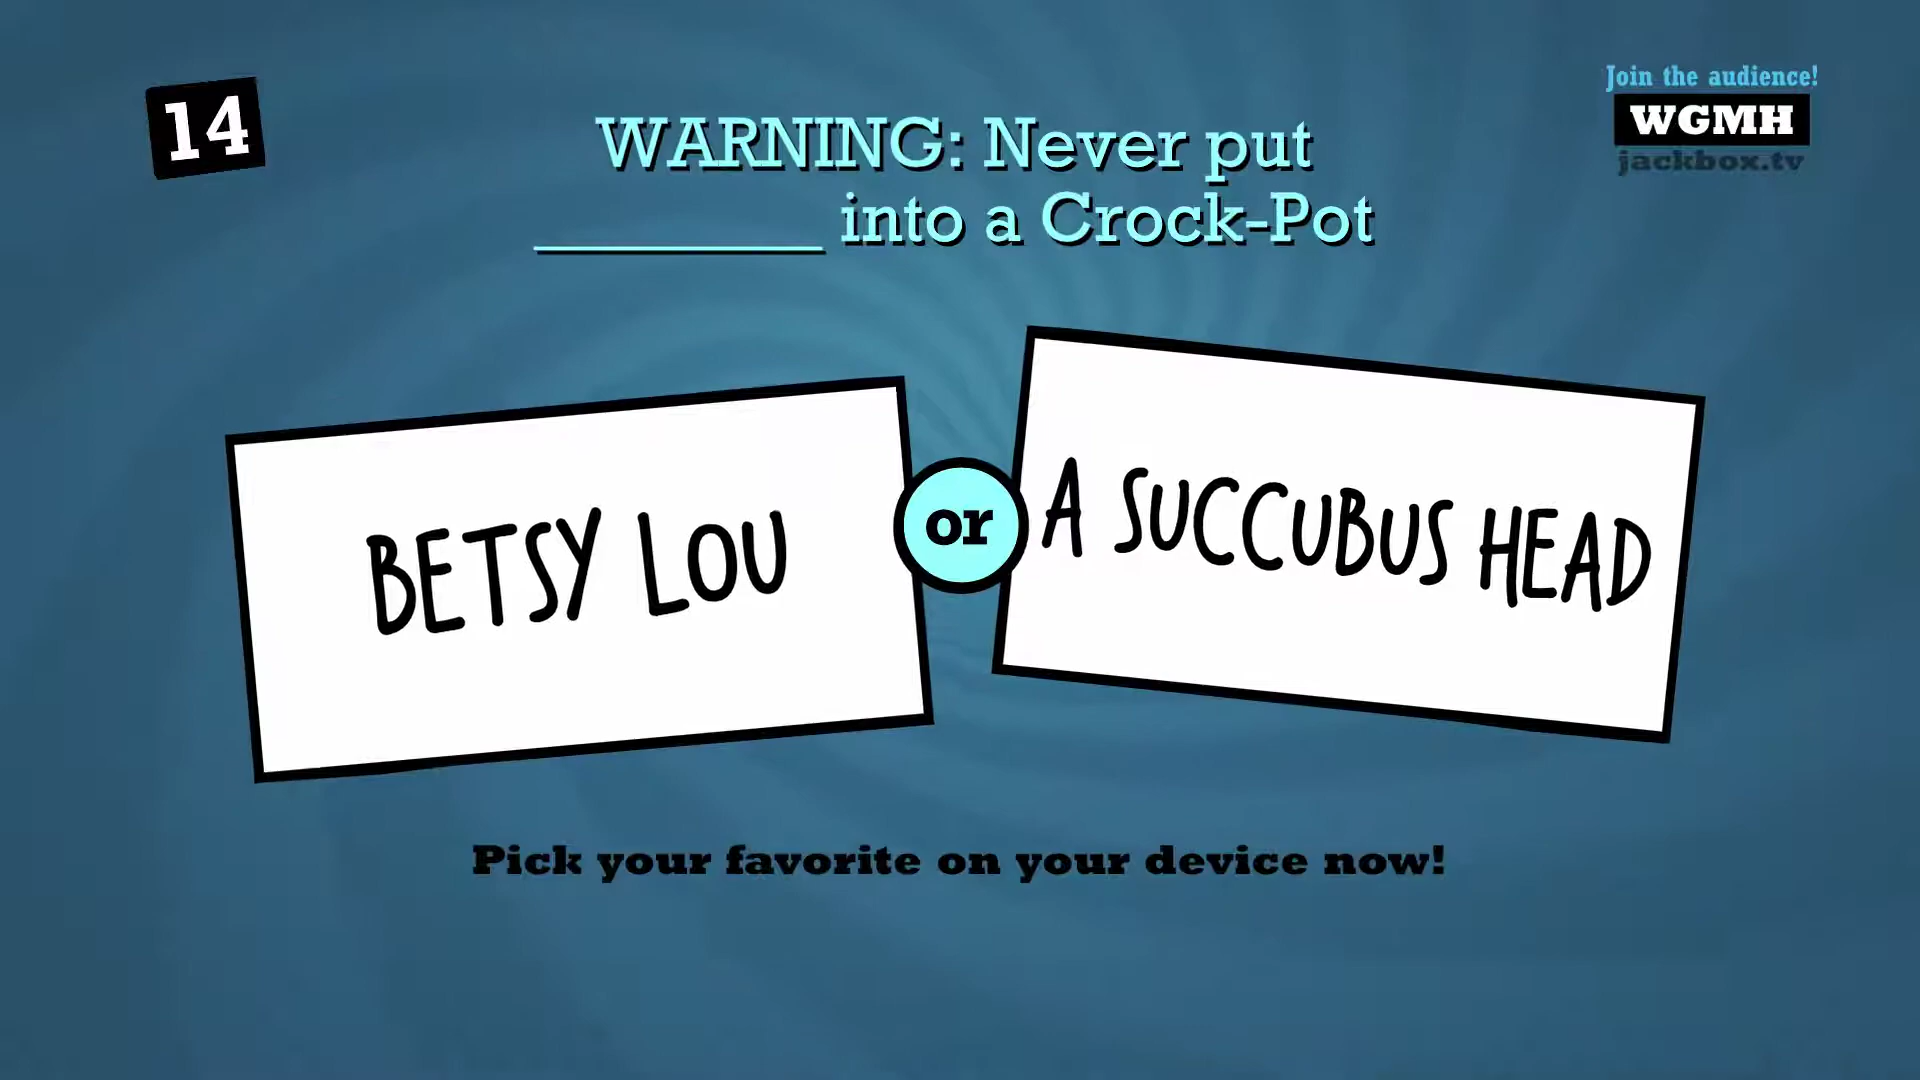 14
Join the audience!
WGMH
jackbox.tv
WARNING: Never put
_________ into a Crock-Pot
BETSY LOU
or
A SUCCUBUS HEAD
Pick your favorite on your device now!